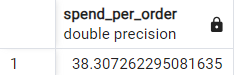 spend_per_order
double precision
1
38.307262295081635